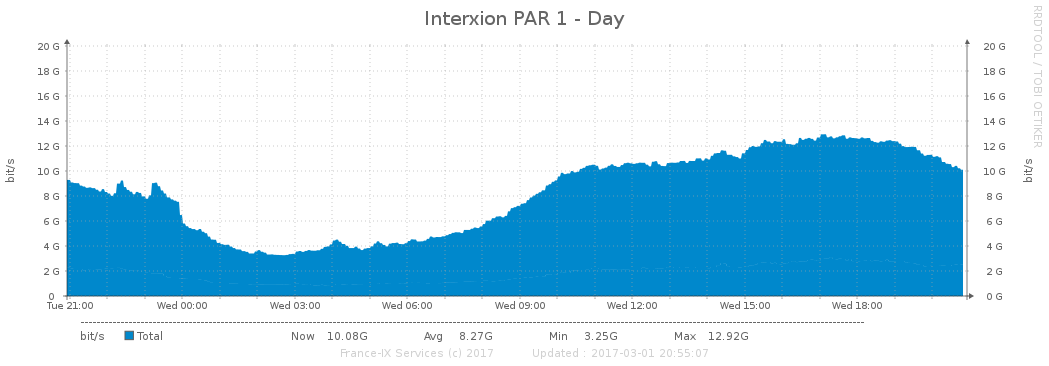 Interxion PAR 1 - Day
RRDTOOL / TOBI OETIKER
bit/s
20 G 20 G
18 G 18 G
16 G 16 G
14 G 14 G
12 G 12 G
10 G 10 G
8 G 8 G
6 G 6 G
4 G 4 G
2 G 2 G
0 0 G
bit/s
Tue 21:00 Wed 00:00 Wed 03:00 Wed 06:00 Wed 09:00 Wed 12:00 Wed 15:00 Wed 18:00
bit/s Total Now 10.08G Avg 8.27G Min 3.25G Max 12.92G
France-IX Services (c) 2017 Updated : 2017-03-01 20:55:07